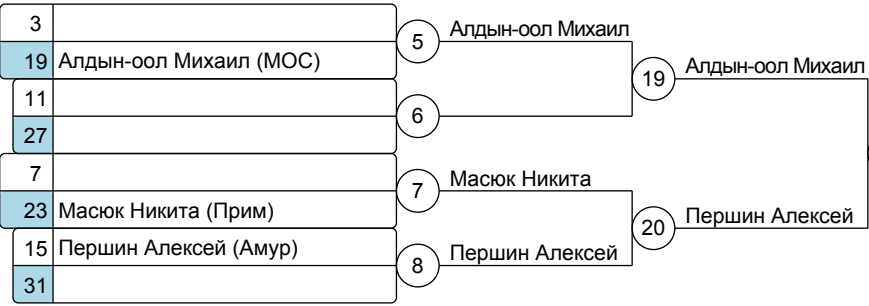 3
19 Алдын-оол Михаил (МОС)
5 Алдын-оол Михаил
19 Алдын-оол Михаил
11
27
6
7
23 Масюк Никита (Прим)
7 Масюк Никита
20 Першин Алексей
15 Першин Алексей (Амур)
31
8 Першин Алексей